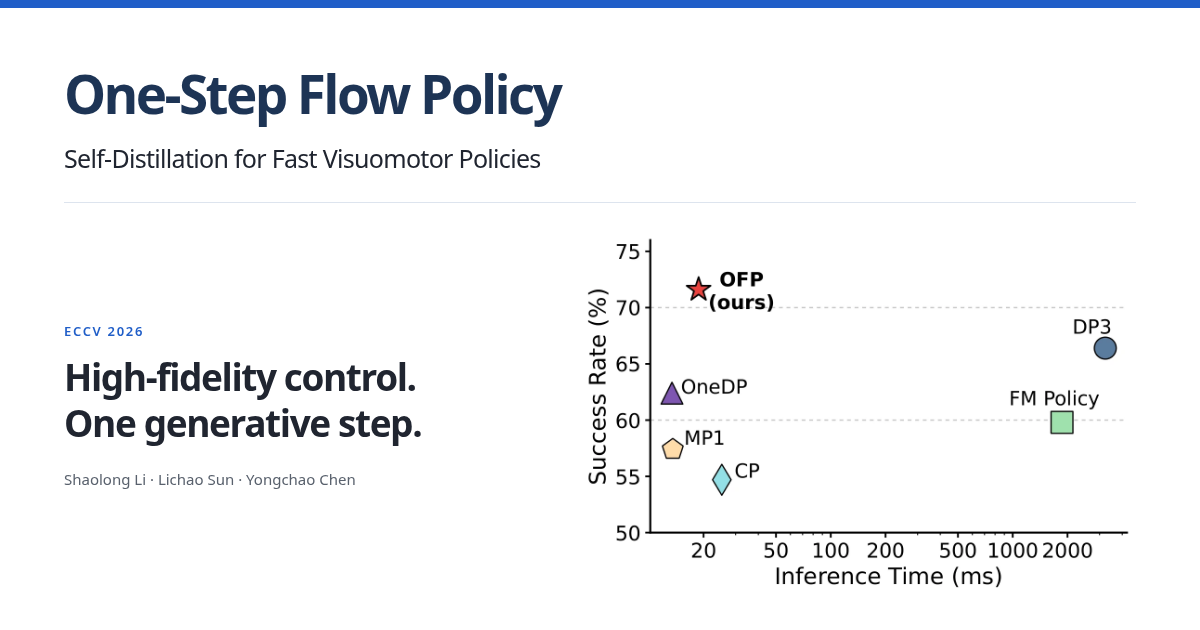 One-Step Flow Policy
Self-Distillation for Fast Visuomotor Policies
ECCV 2026
High-fidelity control.
One generative step.
Shaolong Li · Lichao Sun · Yongchao Chen
Success Rate (%)
75
70
65
60
55
50
OFP
(ours)
DP3
OneDP
FM Policy
MP1
CP
20 50 100 200 500 1000 2000
Inference Time (ms)